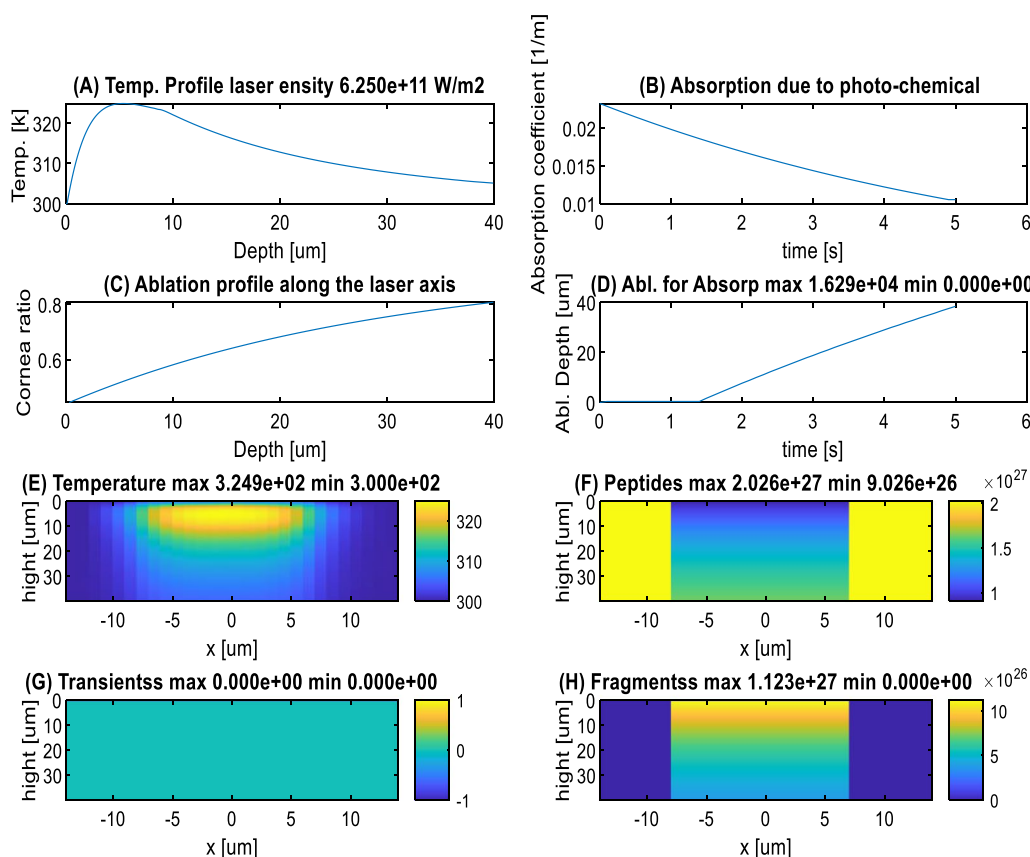 (A) Temp. Profile laser ensity 6.250e+11 W/m2
Temp. [k]
320
310
300
0 10 20 30 40
Depth [um]
(B) Absorption due to photo-chemical
Absorption coefficient [1/m]
0.02
0.015
0.01
0 1 2 3 4 5 6
time [s]
(C) Ablation profile along the laser axis
Cornea ratio
0.8
0.6
0 10 20 30 40
Depth [um]
(D) Abl. for Absorp max 1.629e+04 min 0.000e+00
Abl. Depth [um]
40
20
0
0 1 2 3 4 5 6
time [s]
(E) Temperature max 3.249e+02 min 3.000e+02
hight [um]
0
10
20
30
-10 -5 0 5 10
x [um]
320
310
300
(F) Peptides max 2.026e+27 min 9.026e+26
×10²⁷
hight [um]
0
10
20
30
-10 -5 0 5 10
x [um]
2
1.5
1
(G) Transientss max 0.000e+00 min 0.000e+00
hight [um]
0
10
20
30
-10 -5 0 5 10
x [um]
1
0
-1
(H) Fragmentss max 1.123e+27 min 0.000e+00
×10²⁶
hight [um]
0
10
20
30
-10 -5 0 5 10
x [um]
10
5
0